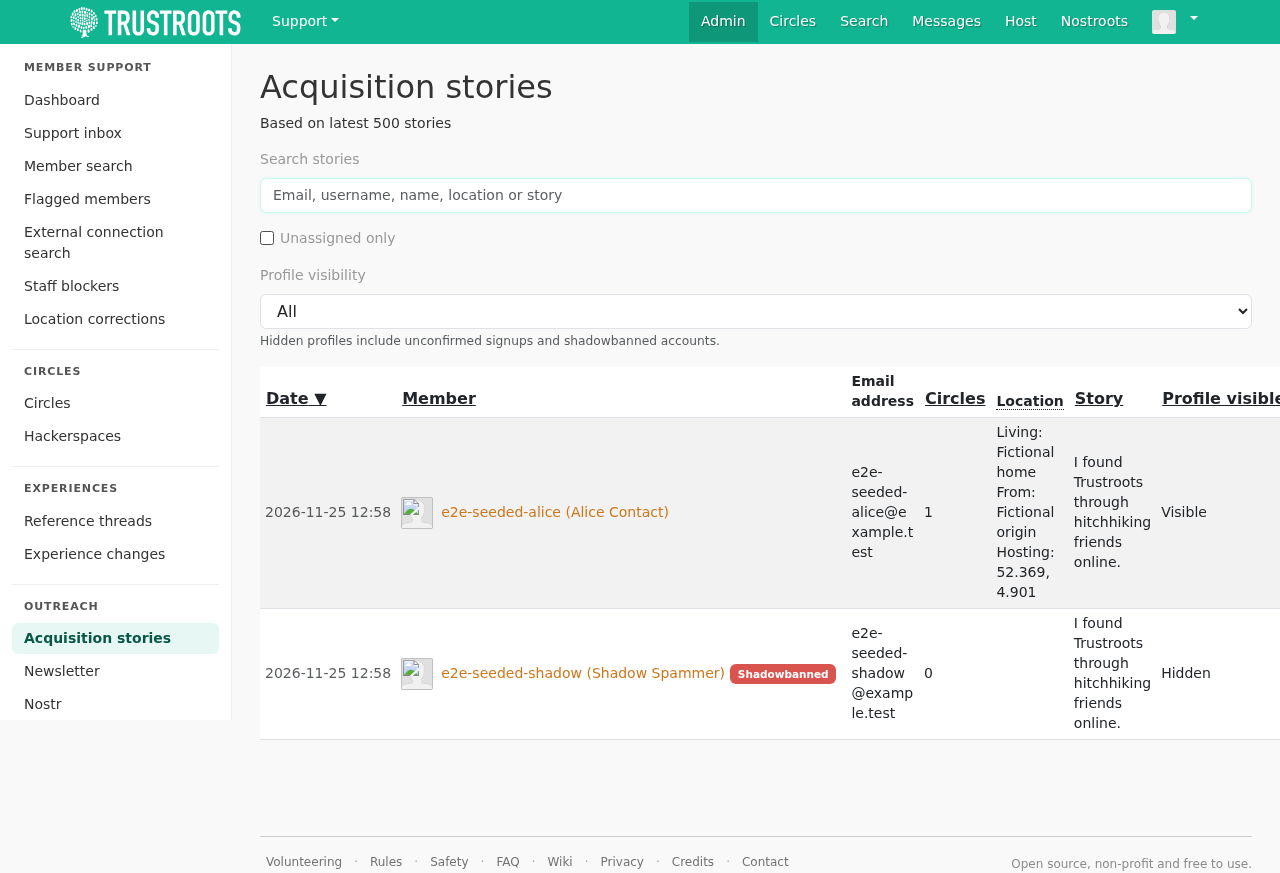 TRUSTROOTS
Support
Admin
Circles
Search
Messages
Host
Nostroots
MEMBER SUPPORT
Dashboard
Support inbox
Member search
Flagged members
External connection
search
Staff blockers
Location corrections
CIRCLES
Circles
Hackerspaces
EXPERIENCES
Reference threads
Experience changes
OUTREACH
Acquisition stories
Newsletter
Nostr
Acquisition stories
Based on latest 500 stories
Search stories
Email, username, name, location or story
Unassigned only
Profile visibility
All
Hidden profiles include unconfirmed signups and shadowbanned accounts.
Date ▼
Member
Email
address
Circles
Location
Story
Profile visible
2026-11-25 12:58
e2e-seeded-alice (Alice Contact)
e2e-
seeded-
alice@e
xample.t
est
1
Living:
Fictional
home
From:
Fictional
origin
Hosting:
52.369,
4.901
I found
Trustroots
through
hitchhiking
friends
online.
Visible
2026-11-25 12:58
e2e-seeded-shadow (Shadow Spammer)
Shadowbanned
e2e-
seeded-
shadow
@examp
le.test
0
I found
Trustroots
through
hitchhiking
friends
online.
Hidden
Volunteering · Rules · Safety · FAQ · Wiki · Privacy · Credits · Contact
Open source, non-profit and free to use.